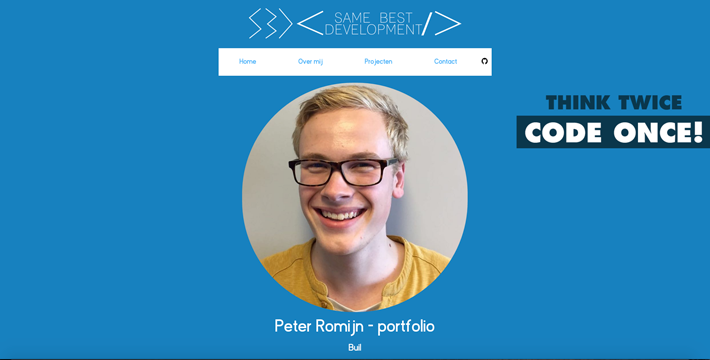 SAME BEST
DEVELOPMENT
Home Over mij Projecten Contact
THINK TWICE
CODE ONCE!
Peter Romijn - portfolio
Buil